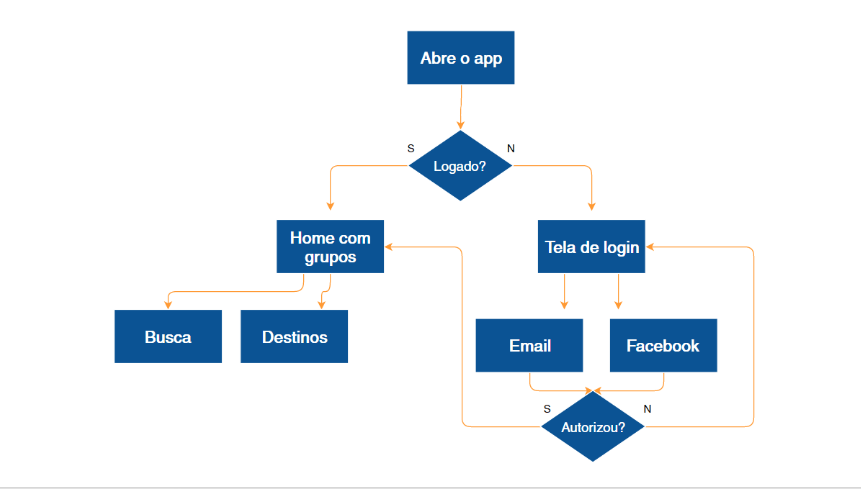 Abre o app
S
N
Logado?
Home com
grupos
Tela de login
Busca
Destinos
Email
Facebook
S
N
Autorizou?